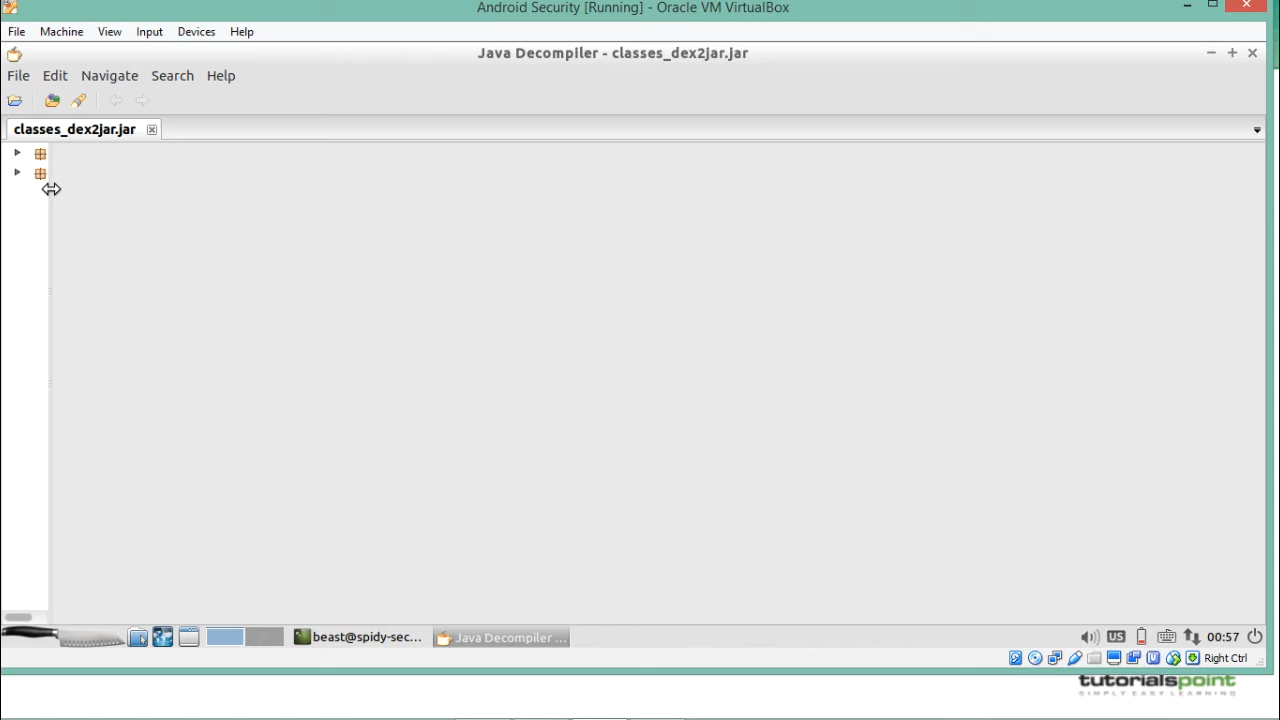 Android Security [Running] - Oracle VM VirtualBox
File Machine View Input Devices Help
Java Decompiler - classes_dex2jar.jar
File Edit Navigate Search Help
classes_dex2jar.jar
beast@spidy-sec... Java Decompiler ... US 00:57
Right Ctrl
tutorialspoint
SIMPLY EASY LEARNING